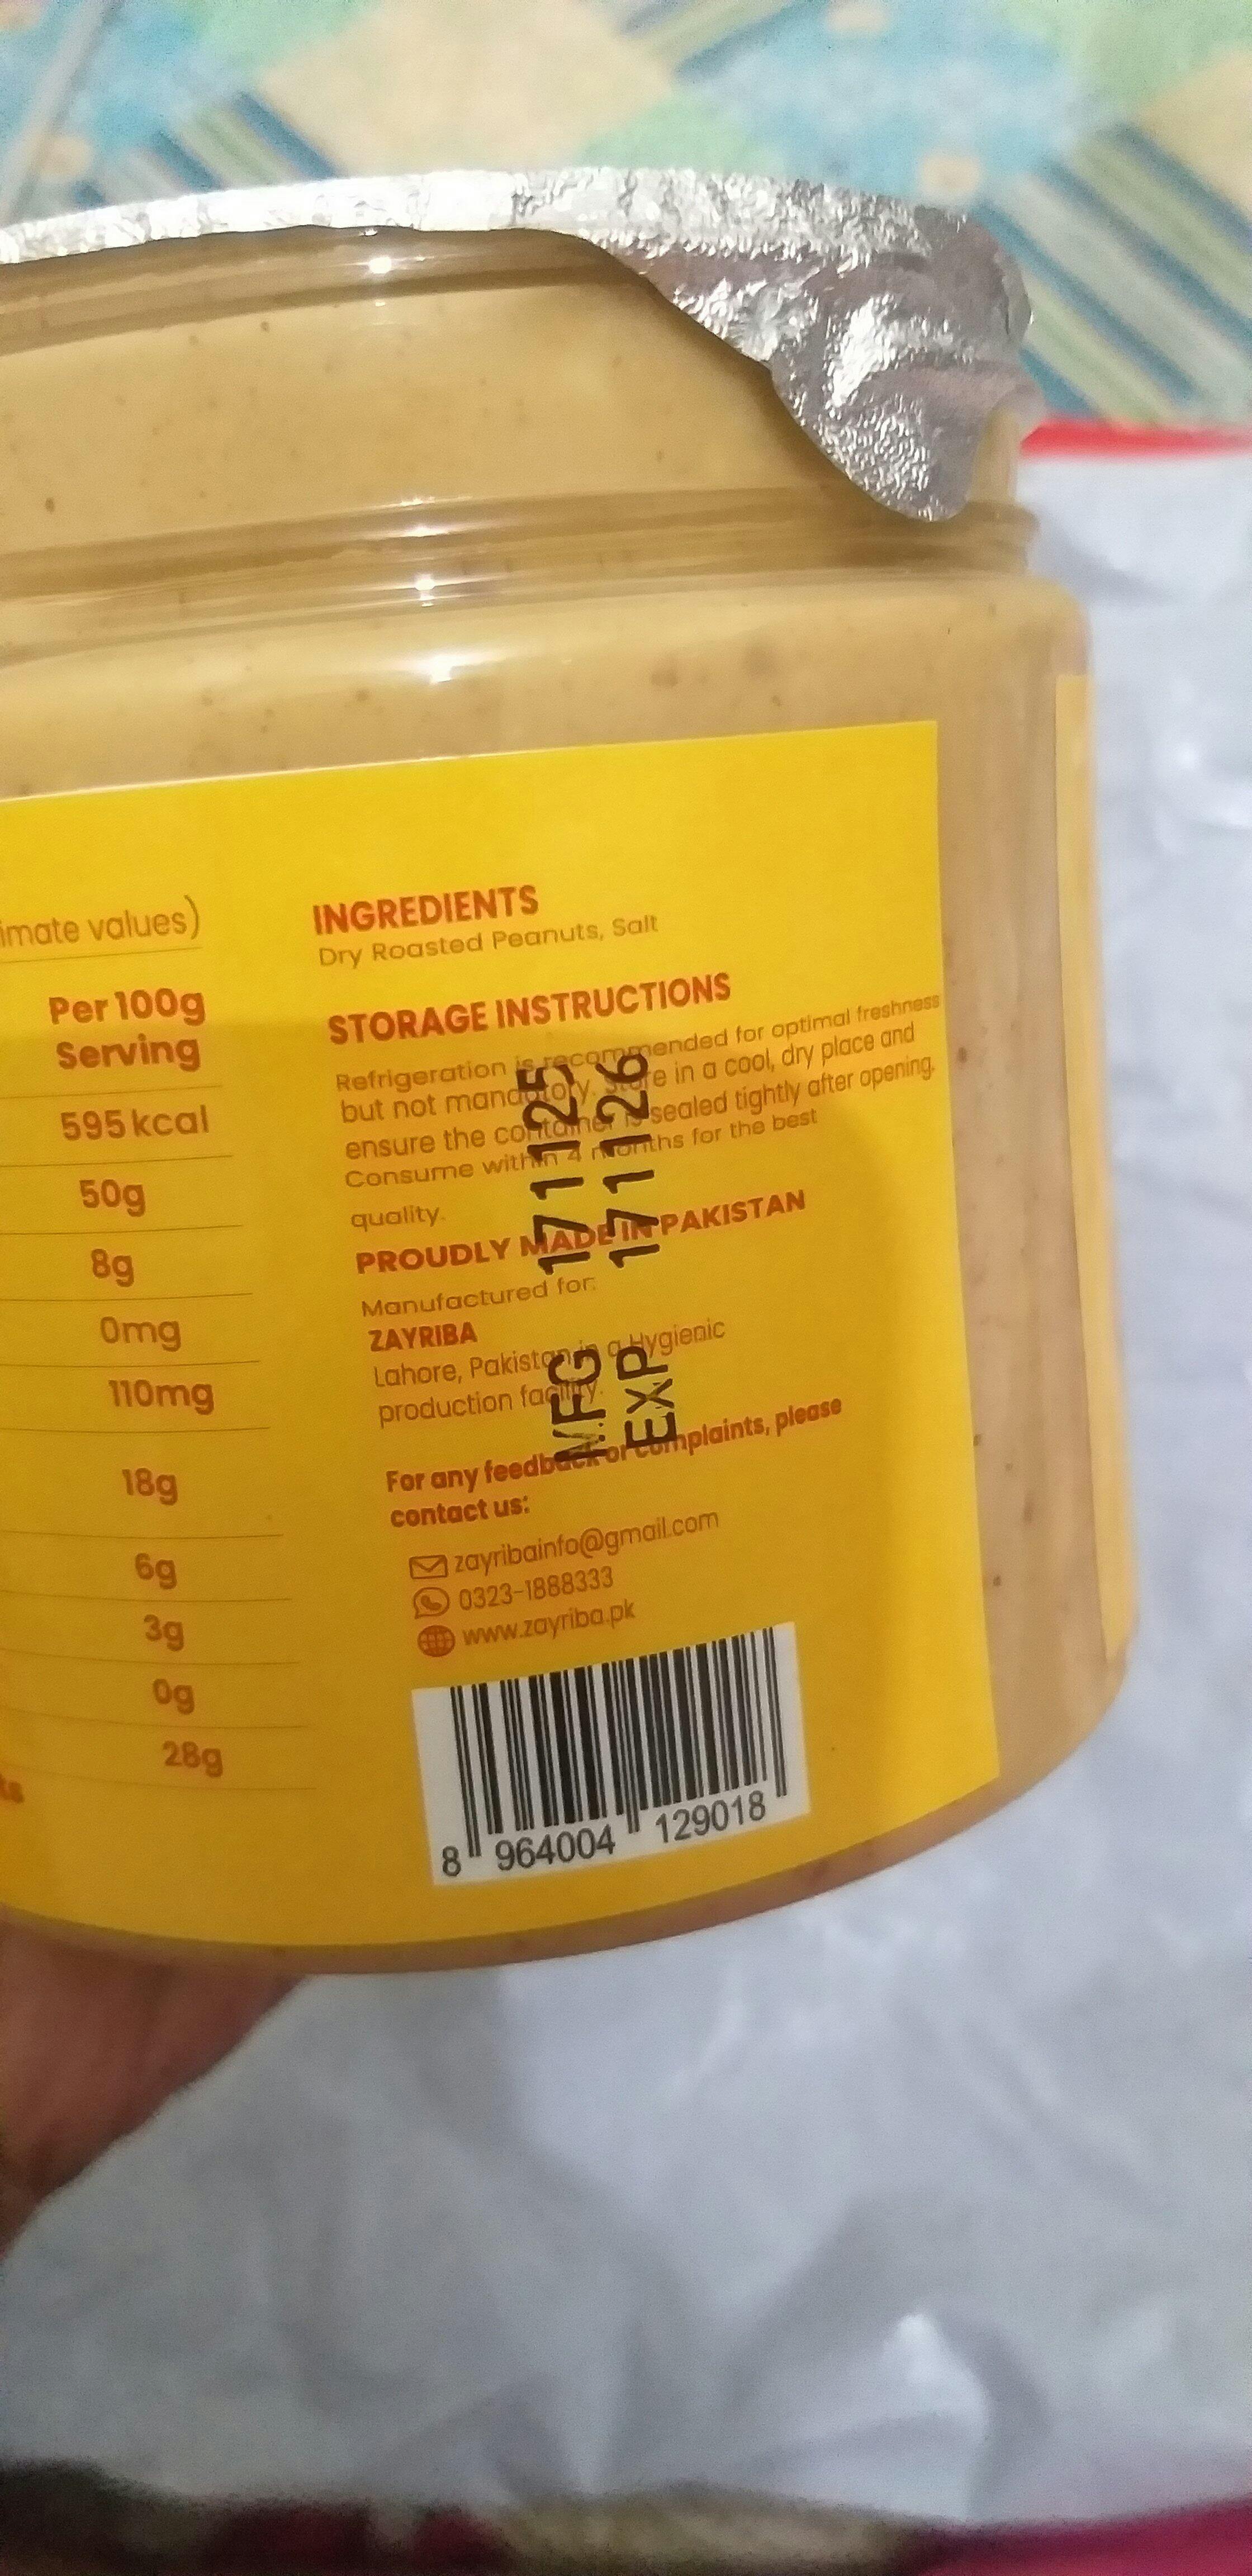 imate values)
Per 100g
Serving
595 kcal
50g
8g
0mg
110mg
18g
6g
3g
0g
28g
ts
INGREDIENTS
Dry Roasted Peanuts, Salt
STORAGE INSTRUCTIONS
Refrigeration is recommended for optimal freshness
but not mandatory. Store in a cool, dry place and
ensure the container is sealed tightly after opening.
Consume within 4 months for the best
quality.
PROUDLY MADE IN PAKISTAN
Manufactured for:
ZAYRIBA
Lahore, Pakistan in a Hygienic
production facility.
For any feedback or complaints, please
contact us:
zayribainfo@gmail.com
0323-1888333
www.zayriba.pk
8 964004 129018
MFG 171125
EXP 171126